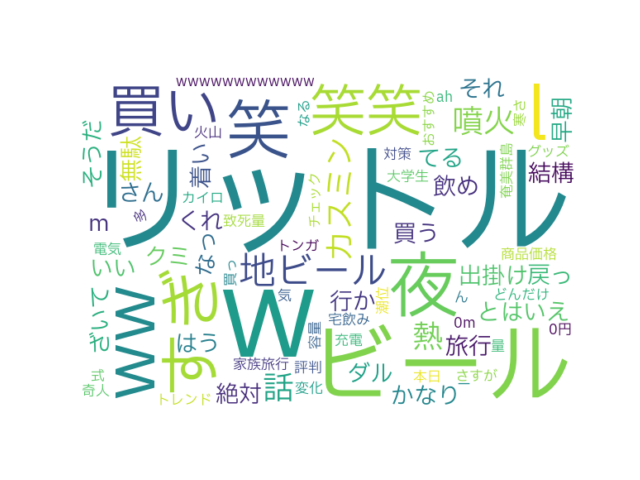 wwwwwwwwwwww
買い
笑
笑笑
l
それ
ah
おすすめ
寒さ
早朝
噴火
そうだ
無駄
火山
なる
着い
カスミン
対策
てる
大学生
グッズ
奄美群島
結構
飲め
さん
カイロ
チェック
m
多
くれ
致死量
リットル
買う
電気
クミ
なっ
トンガ
地ビール
夜
商品価格
いい
買っ
出掛け
戻っ
ざいて
ww
すぎ
w
気
行か
潮位
ん
どんだけ
とはいえ
宅飲み
0m
0円
はう
容量
充電
熱
旅行
量
ビール
家族旅行
評判
式
奇人
話
変化
ダル
本日
さすが
トレンド
絶対
かなり